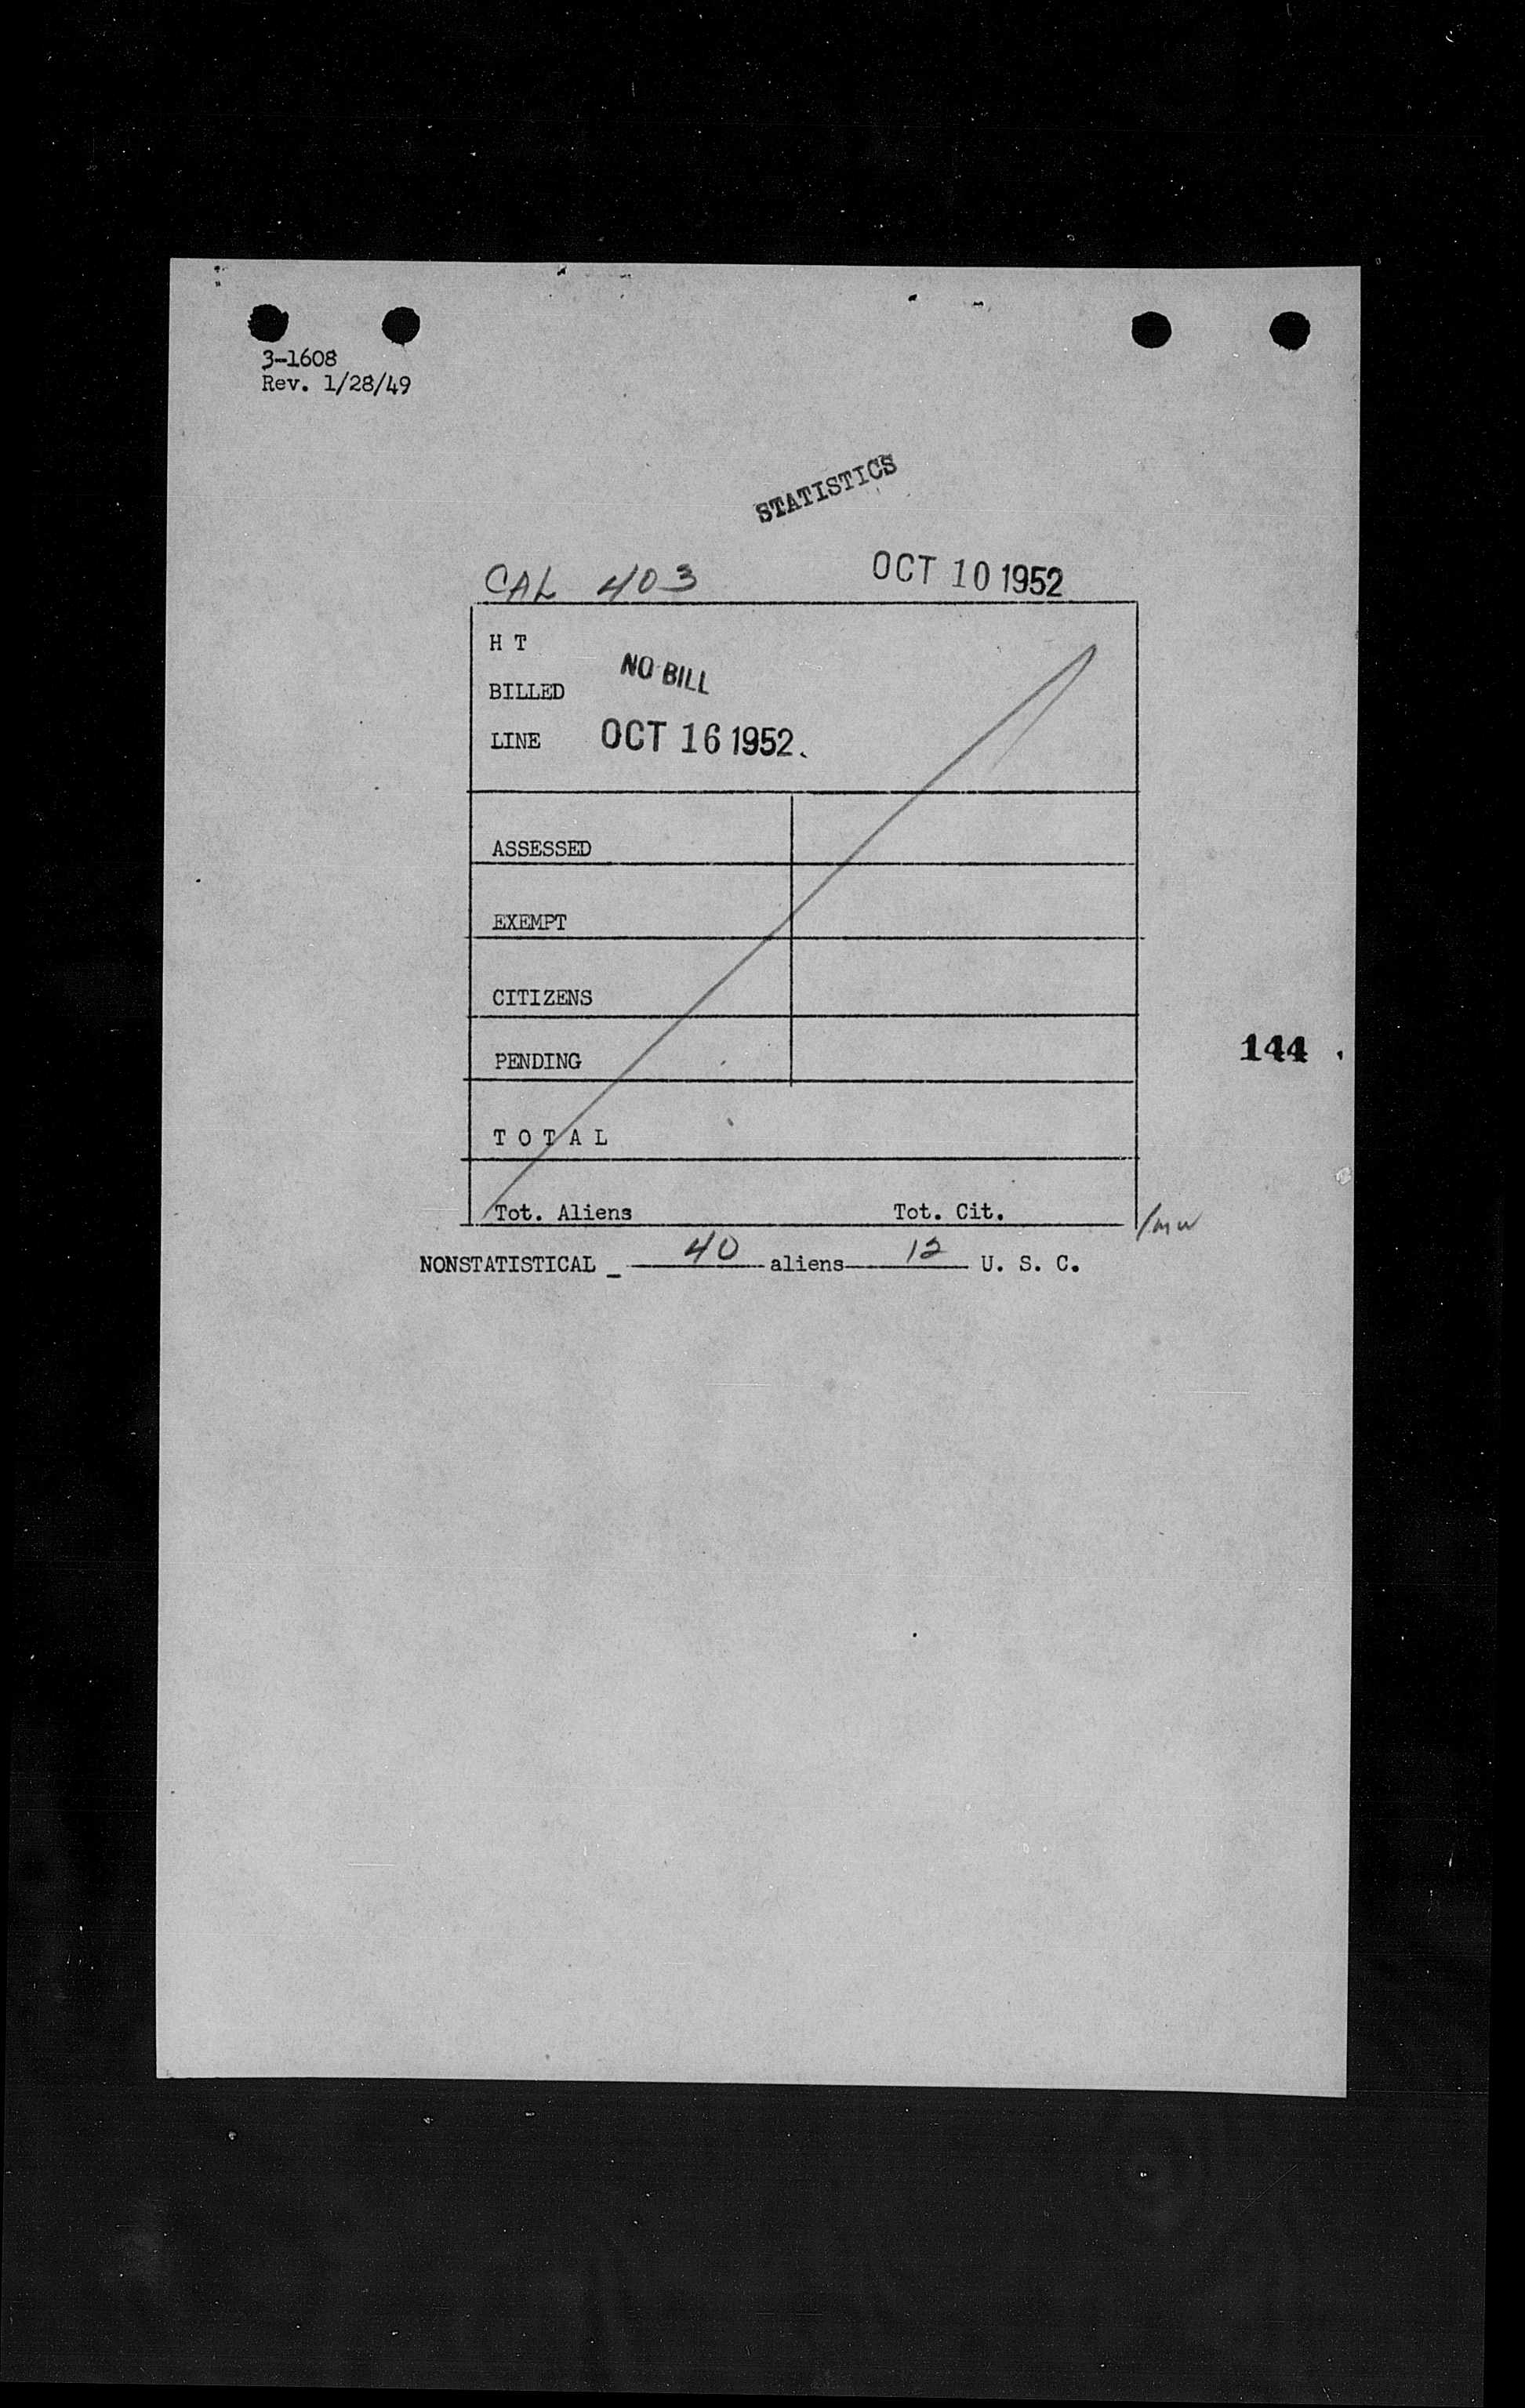 3-1608
Rev. 1/28/49
STATISTICS
CAL 403 OCT 10 1952
H T
NO BILL
BILLED
LINE OCT 16 1952
ASSESSED
EXEMPT
CITIZENS
PENDING
144
T O T A L
Tot. Aliens Tot. Cit.
/mw
NONSTATISTICAL 40 aliens 12 U. S. C.